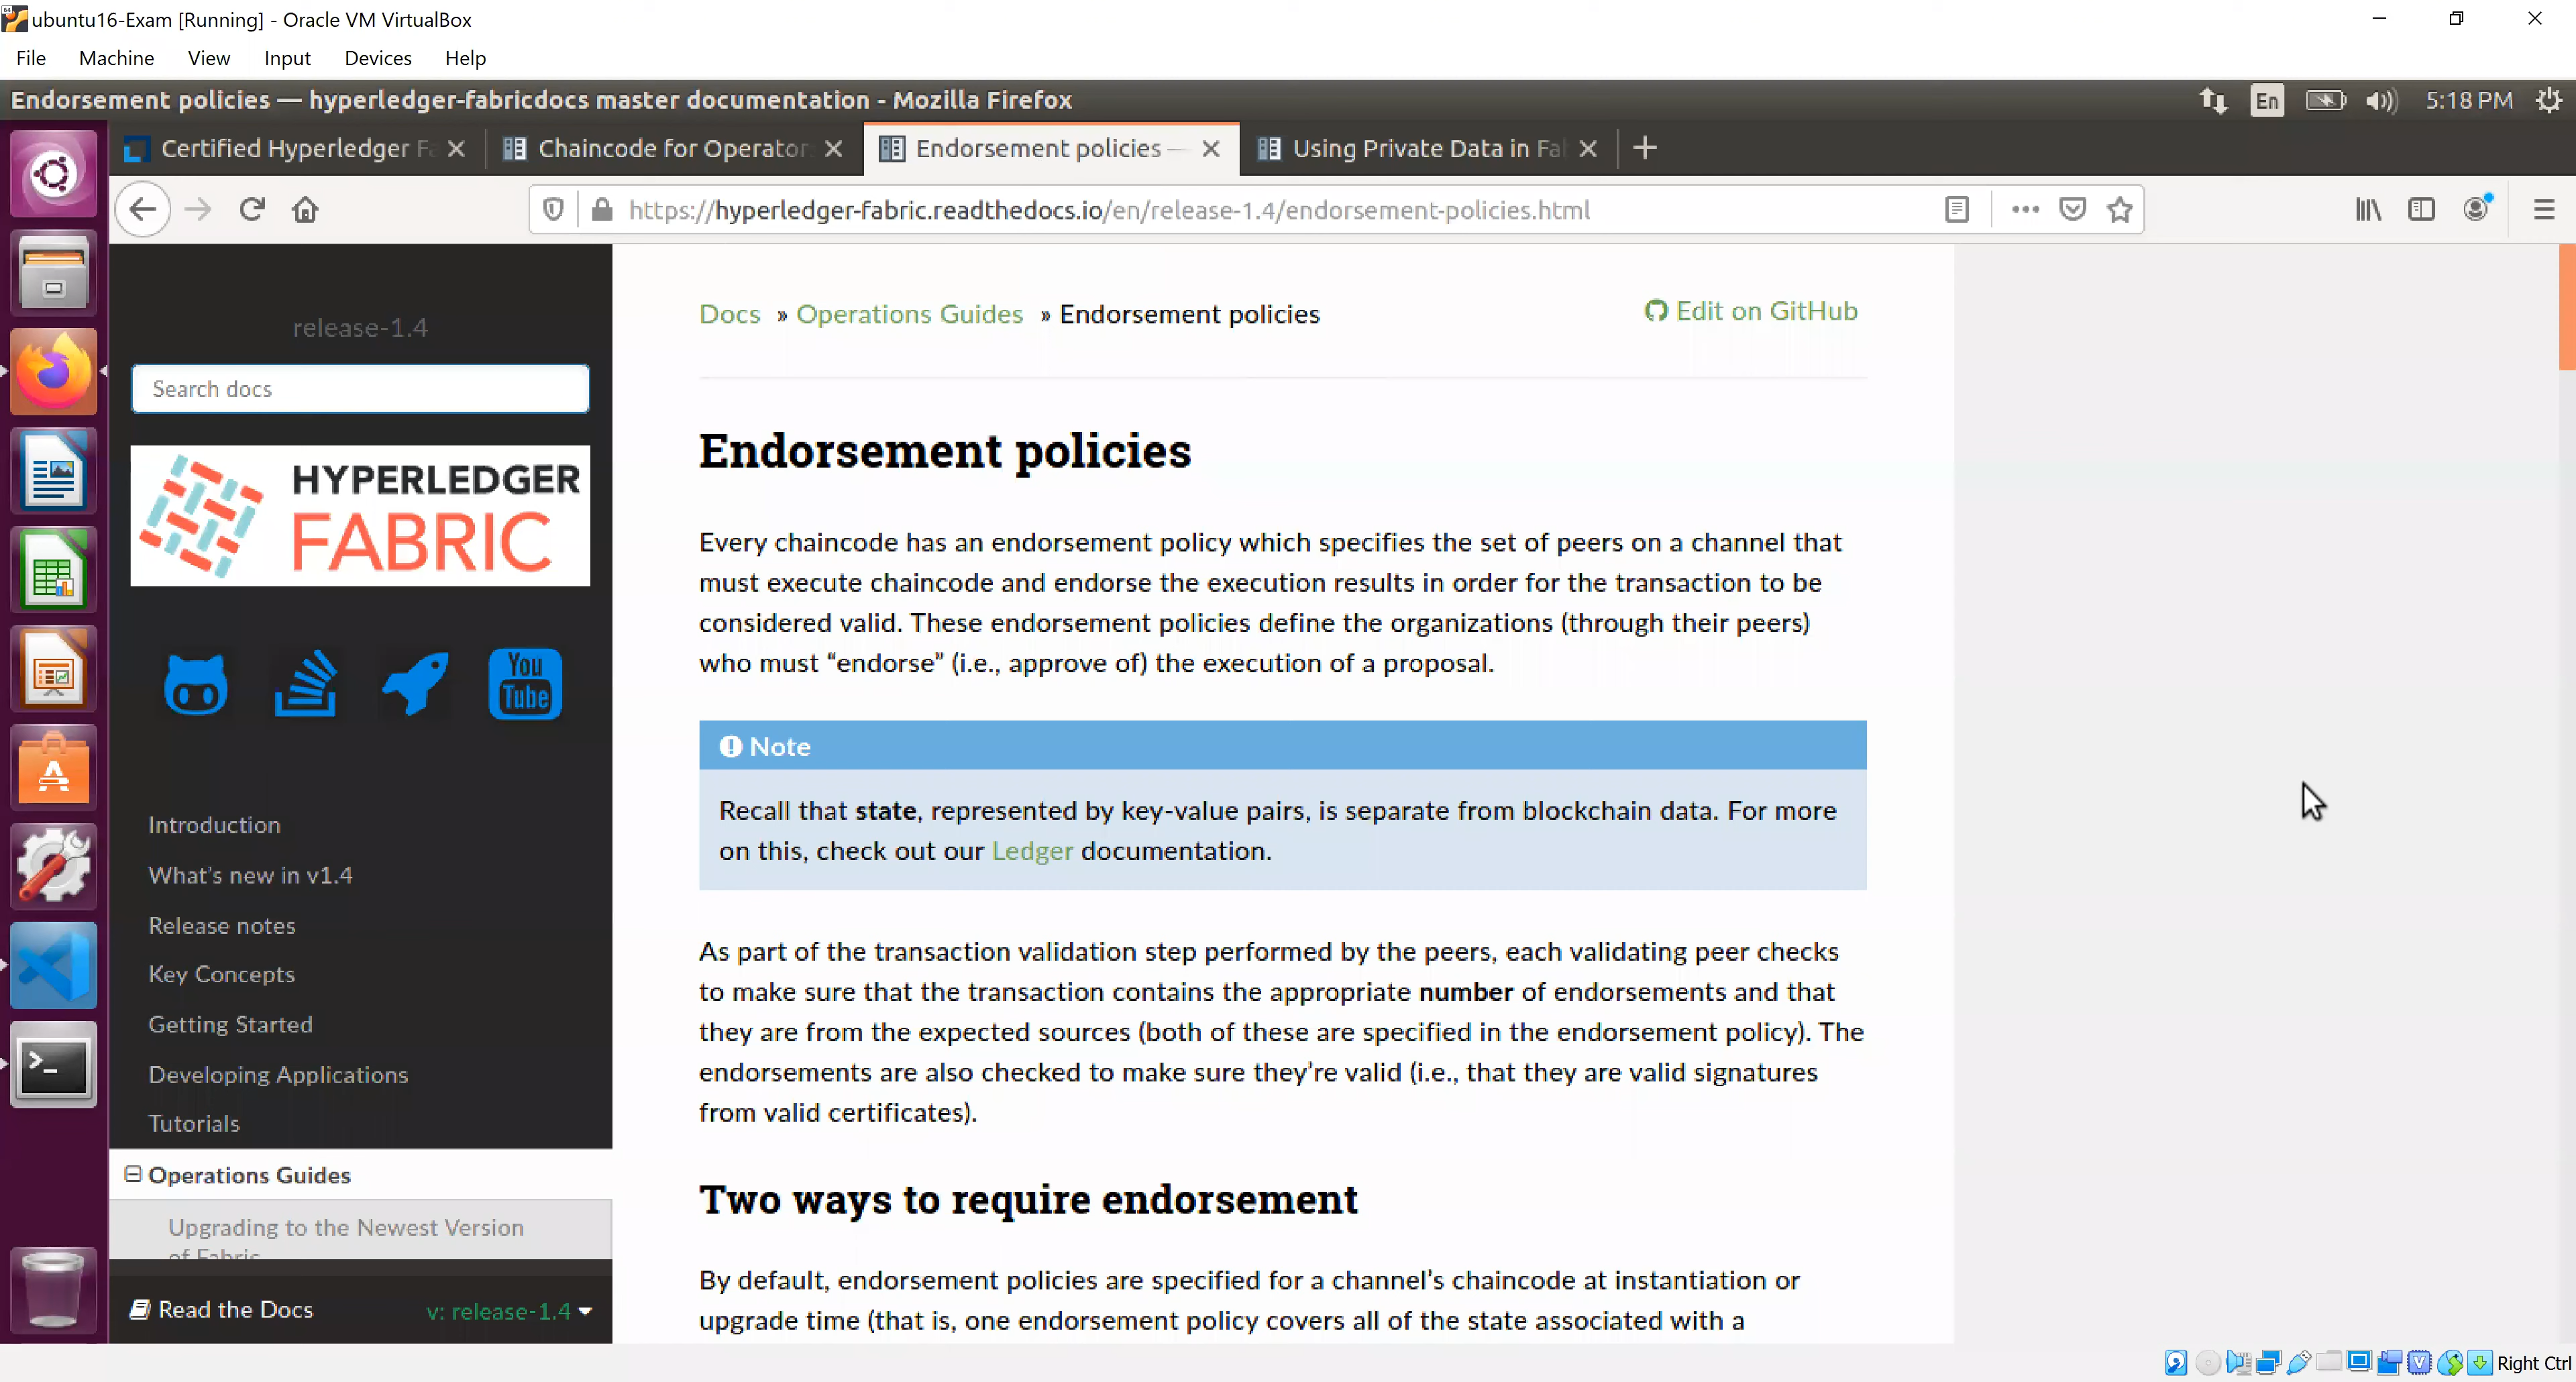 ubuntu16-Exam [Running] - Oracle VM VirtualBox
File Machine View Input Devices Help
Endorsement policies — hyperledger-fabricdocs master documentation - Mozilla Firefox
En 5:18 PM
Certified Hyperledger Fa
Chaincode for Operator
Endorsement policies —
Using Private Data in Fab
https://hyperledger-fabric.readthedocs.io/en/release-1.4/endorsement-policies.html
release-1.4
Search docs
HYPERLEDGER
FABRIC
You
Tube
Introduction
What's new in v1.4
Release notes
Key Concepts
Getting Started
Developing Applications
Tutorials
Operations Guides
Upgrading to the Newest Version
of Fabric
Read the Docs v: release-1.4
Docs » Operations Guides » Endorsement policies
Edit on GitHub
Endorsement policies
Every chaincode has an endorsement policy which specifies the set of peers on a channel that
must execute chaincode and endorse the execution results in order for the transaction to be
considered valid. These endorsement policies define the organizations (through their peers)
who must “endorse” (i.e., approve of) the execution of a proposal.
Note
Recall that state, represented by key-value pairs, is separate from blockchain data. For more
on this, check out our Ledger documentation.
As part of the transaction validation step performed by the peers, each validating peer checks
to make sure that the transaction contains the appropriate number of endorsements and that
they are from the expected sources (both of these are specified in the endorsement policy). The
endorsements are also checked to make sure they’re valid (i.e., that they are valid signatures
from valid certificates).
Two ways to require endorsement
By default, endorsement policies are specified for a channel’s chaincode at instantiation or
upgrade time (that is, one endorsement policy covers all of the state associated with a
Right Ctrl